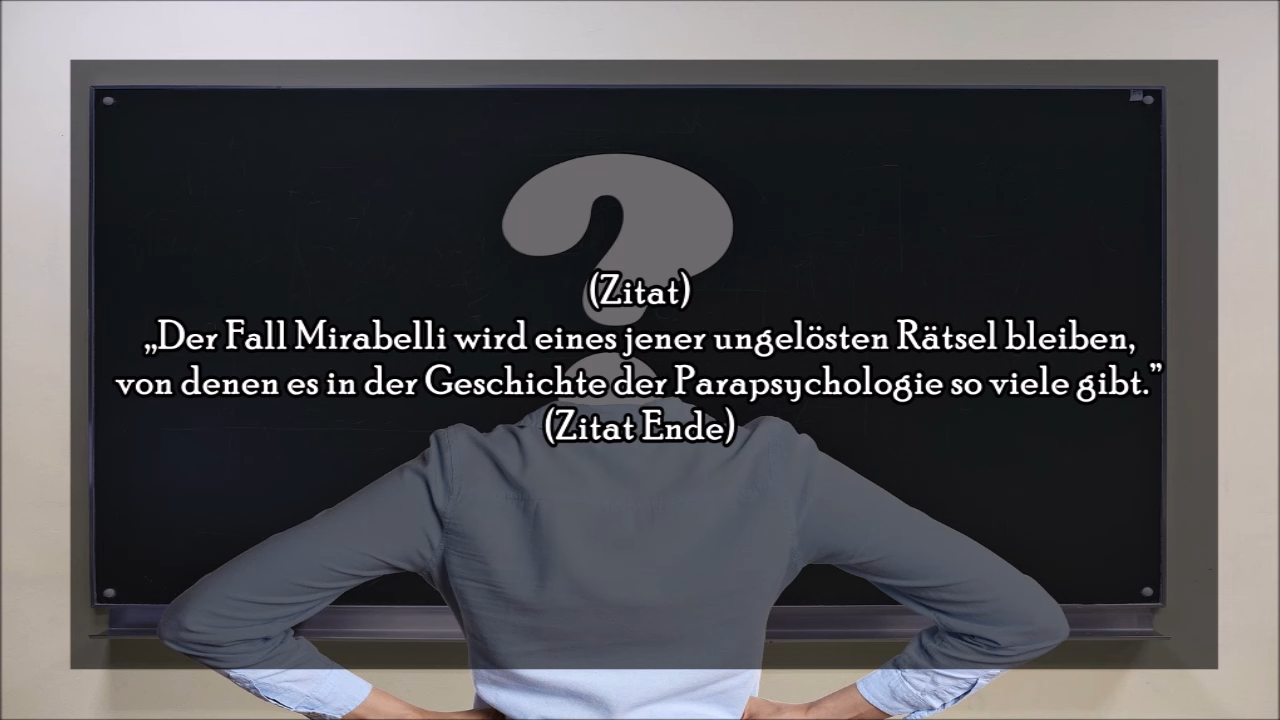 (Zitat)
„Der Fall Mirabelli wird eines jener ungelösten Rätsel bleiben,
von denen es in der Geschichte der Parapsychologie so viele gibt.”
(Zitat Ende)